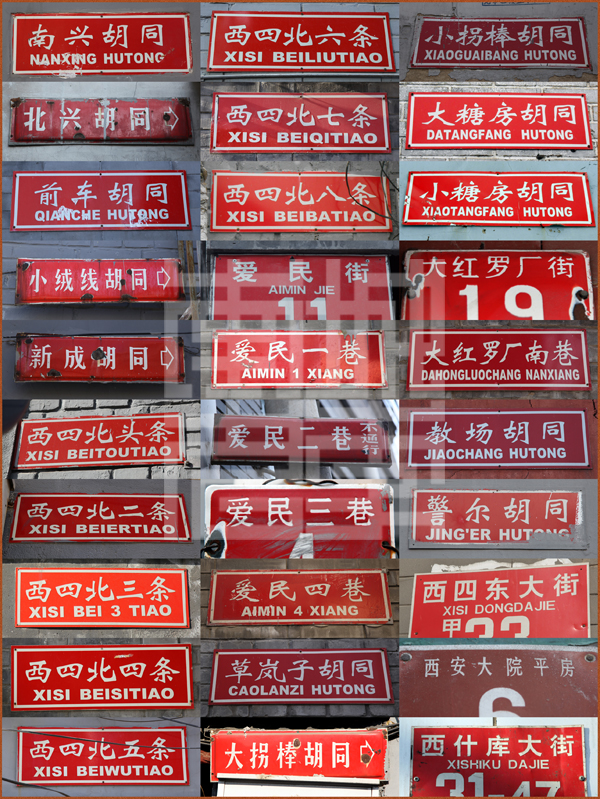 南兴胡同
NANXING HUTONG
北兴胡同
前车胡同
QIANCHE HUTONG
小绒线胡同
新成胡同
西四北头条
XISI BEITOUTIAO
西四北二条
XISI BEIERTIAO
西四北三条
XISI BEI 3 TIAO
西四北四条
XISI BEISITIAO
西四北五条
XISI BEIWUTIAO
西四北六条
XISI BEILIUTIAO
西四北七条
XISI BEIQITIAO
西四北八条
XISI BEIBATIAO
爱民街
AIMIN JIE
11
爱民一巷
AIMIN 1 XIANG
爱民二巷
不通行
爱民三巷
爱民四巷
AIMIN 4 XIANG
草岚子胡同
CAOLANZI HUTONG
大拐棒胡同
小拐棒胡同
XIAOGUAIBANG HUTONG
大糖房胡同
DATANGFANG HUTONG
小糖房胡同
XIAOTANGFANG HUTONG
大红罗厂街
19
大红罗厂南巷
DAHONGLUOCHANG NANXIANG
教场胡同
JIAOCHANG HUTONG
警尔胡同
JING'ER HUTONG
西四东大街
XISI DONGDAJIE
甲23
西安大院平房
6
西什库大街
XISHIKU DAJIE
31-47